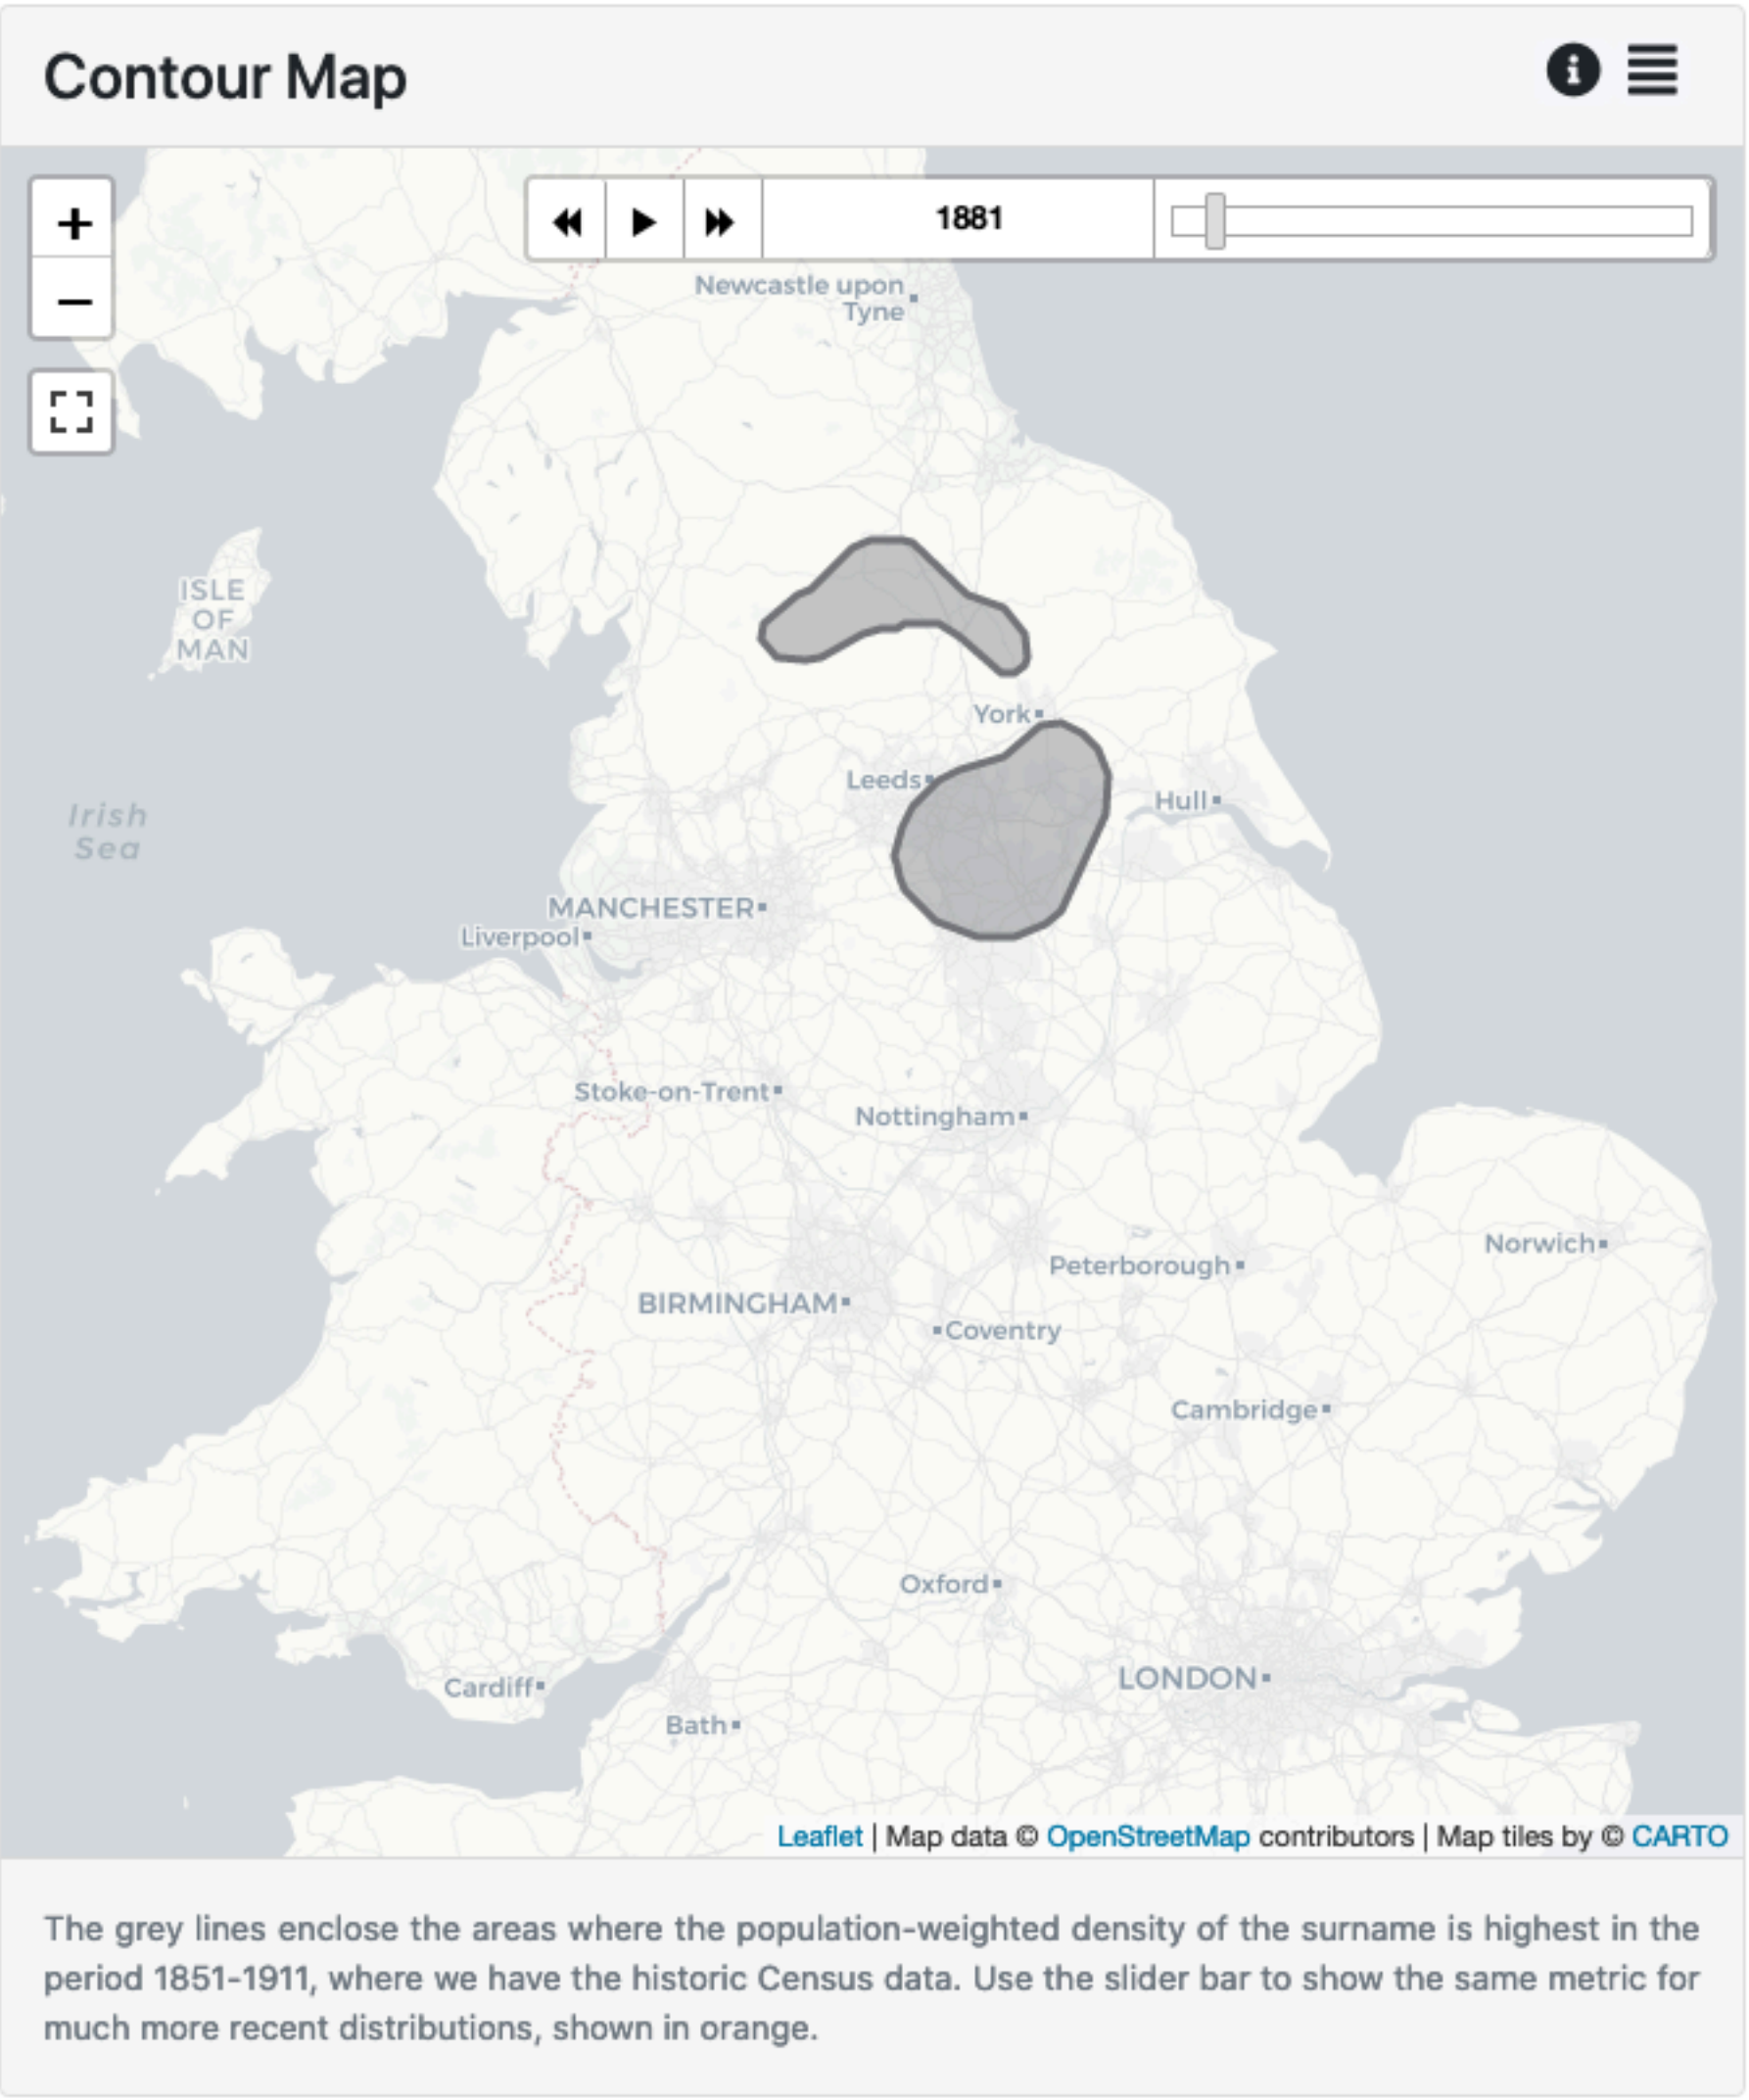 Contour Map
1881
Newcastle upon
Tyne
ISLE
OF
MAN
York
Leeds
Hull
Irish
Sea
MANCHESTER
Liverpool
Stoke-on-Trent
Nottingham
Norwich
Peterborough
BIRMINGHAM
Coventry
Cambridge
Oxford
LONDON
Cardiff
Bath
Leaflet | Map data © OpenStreetMap contributors | Map tiles by © CARTO
The grey lines enclose the areas where the population-weighted density of the surname is highest in the
period 1851-1911, where we have the historic Census data. Use the slider bar to show the same metric for
much more recent distributions, shown in orange.